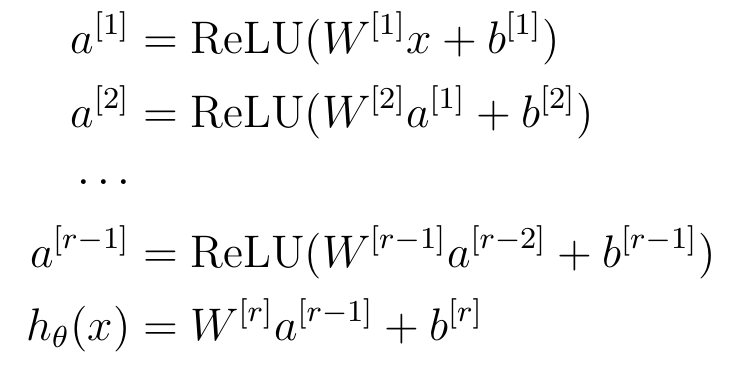 a^{[1]} = ReLU(W^{[1]}x + b^{[1]})
a^{[2]} = ReLU(W^{[2]}a^{[1]} + b^{[2]})
···
a^{[r−1]} = ReLU(W^{[r−1]}a^{[r−2]} + b^{[r−1]})
h_θ(x) = W^{[r]}a^{[r−1]} + b^{[r]}